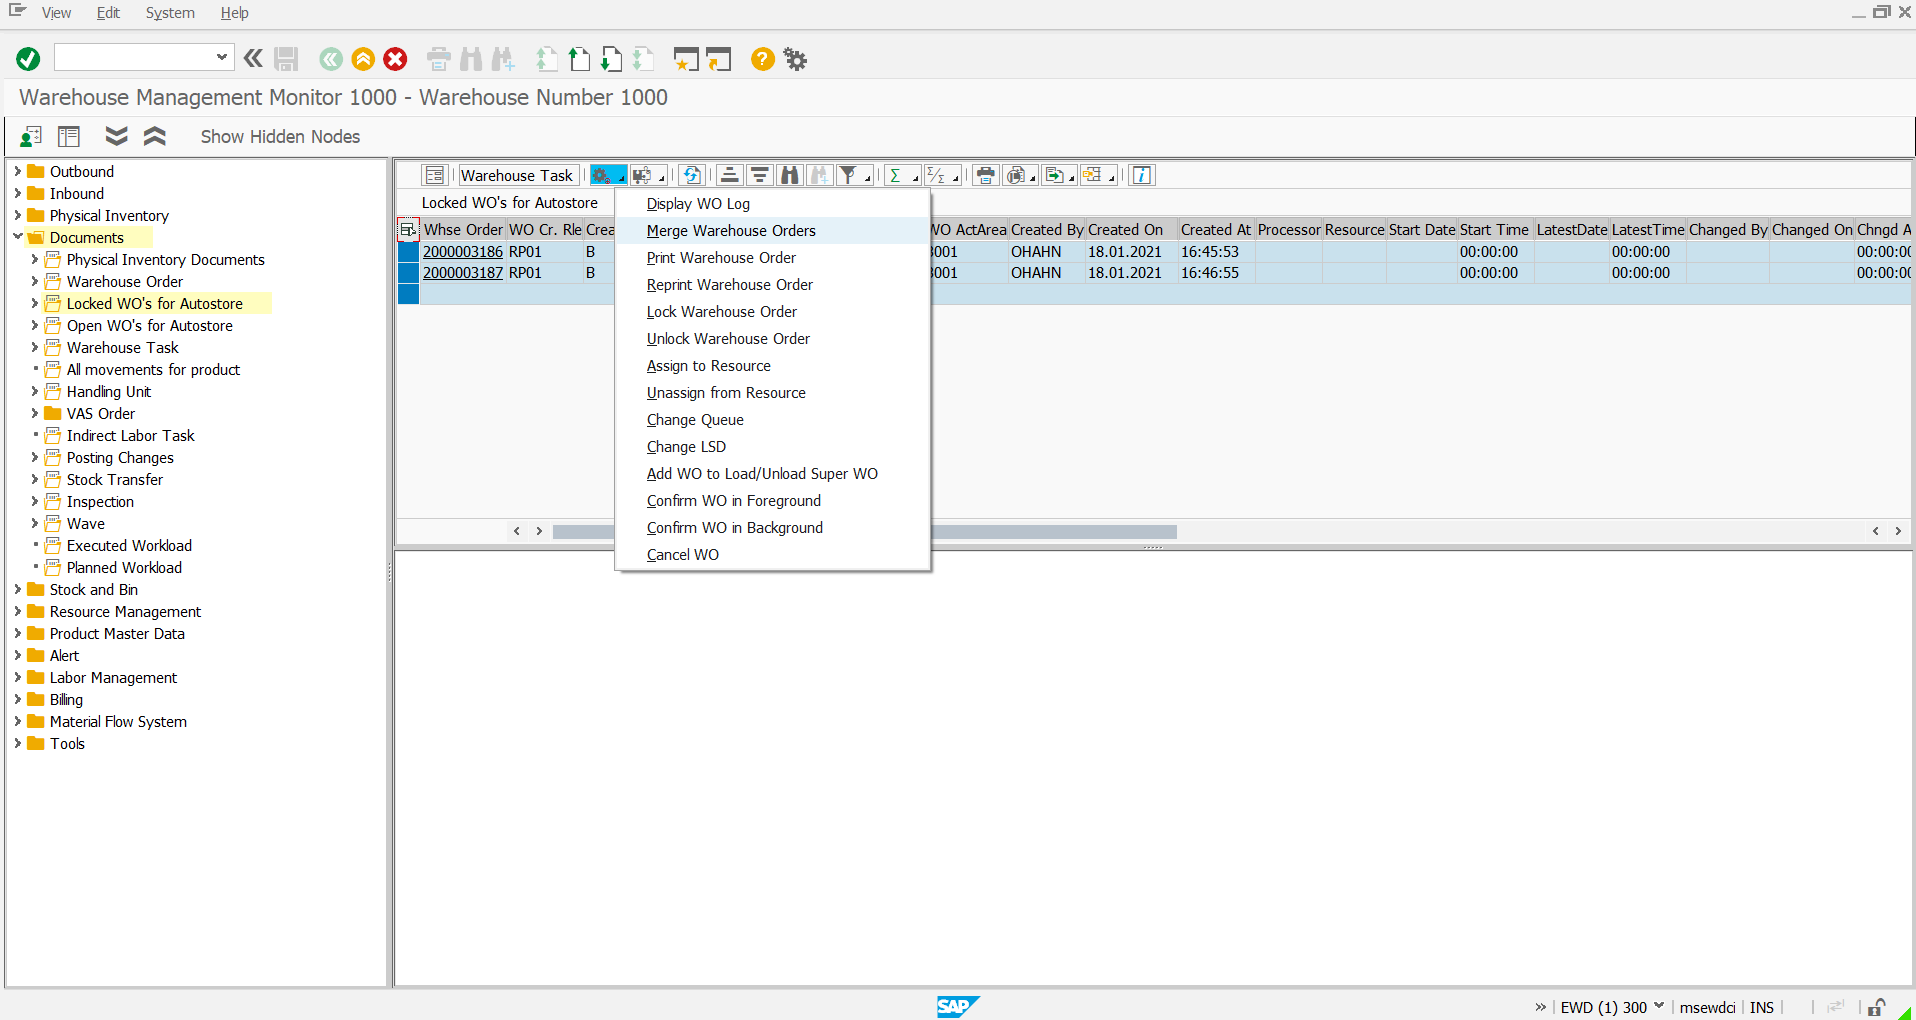 View Edit System Help
Warehouse Management Monitor 1000 - Warehouse Number 1000
Show Hidden Nodes
Outbound
Inbound
Physical Inventory
Documents
Physical Inventory Documents
Warehouse Order
Locked WO's for Autostore
Open WO's for Autostore
Warehouse Task
All movements for product
Handling Unit
VAS Order
Indirect Labor Task
Posting Changes
Stock Transfer
Inspection
Wave
Executed Workload
Planned Workload
Stock and Bin
Resource Management
Product Master Data
Alert
Labor Management
Billing
Material Flow System
Tools
Warehouse Task
Locked WO's for Autostore
Whse Order WO Cr. Rle Crea WO ActArea Created By Created On Created At Processor Resource Start Date Start Time LatestDate LatestTime Changed By Changed On Chngd A
2000003186 RP01 B 001 OHAHN 18.01.2021 16:45:53 00:00:00 00:00:00 00:00:00
2000003187 RP01 B 001 OHAHN 18.01.2021 16:46:55 00:00:00 00:00:00 00:00:00
Display WO Log
Merge Warehouse Orders
Print Warehouse Order
Reprint Warehouse Order
Lock Warehouse Order
Unlock Warehouse Order
Assign to Resource
Unassign from Resource
Change Queue
Change LSD
Add WO to Load/Unload Super WO
Confirm WO in Foreground
Confirm WO in Background
Cancel WO
SAP
EWD (1) 300 msewdci INS